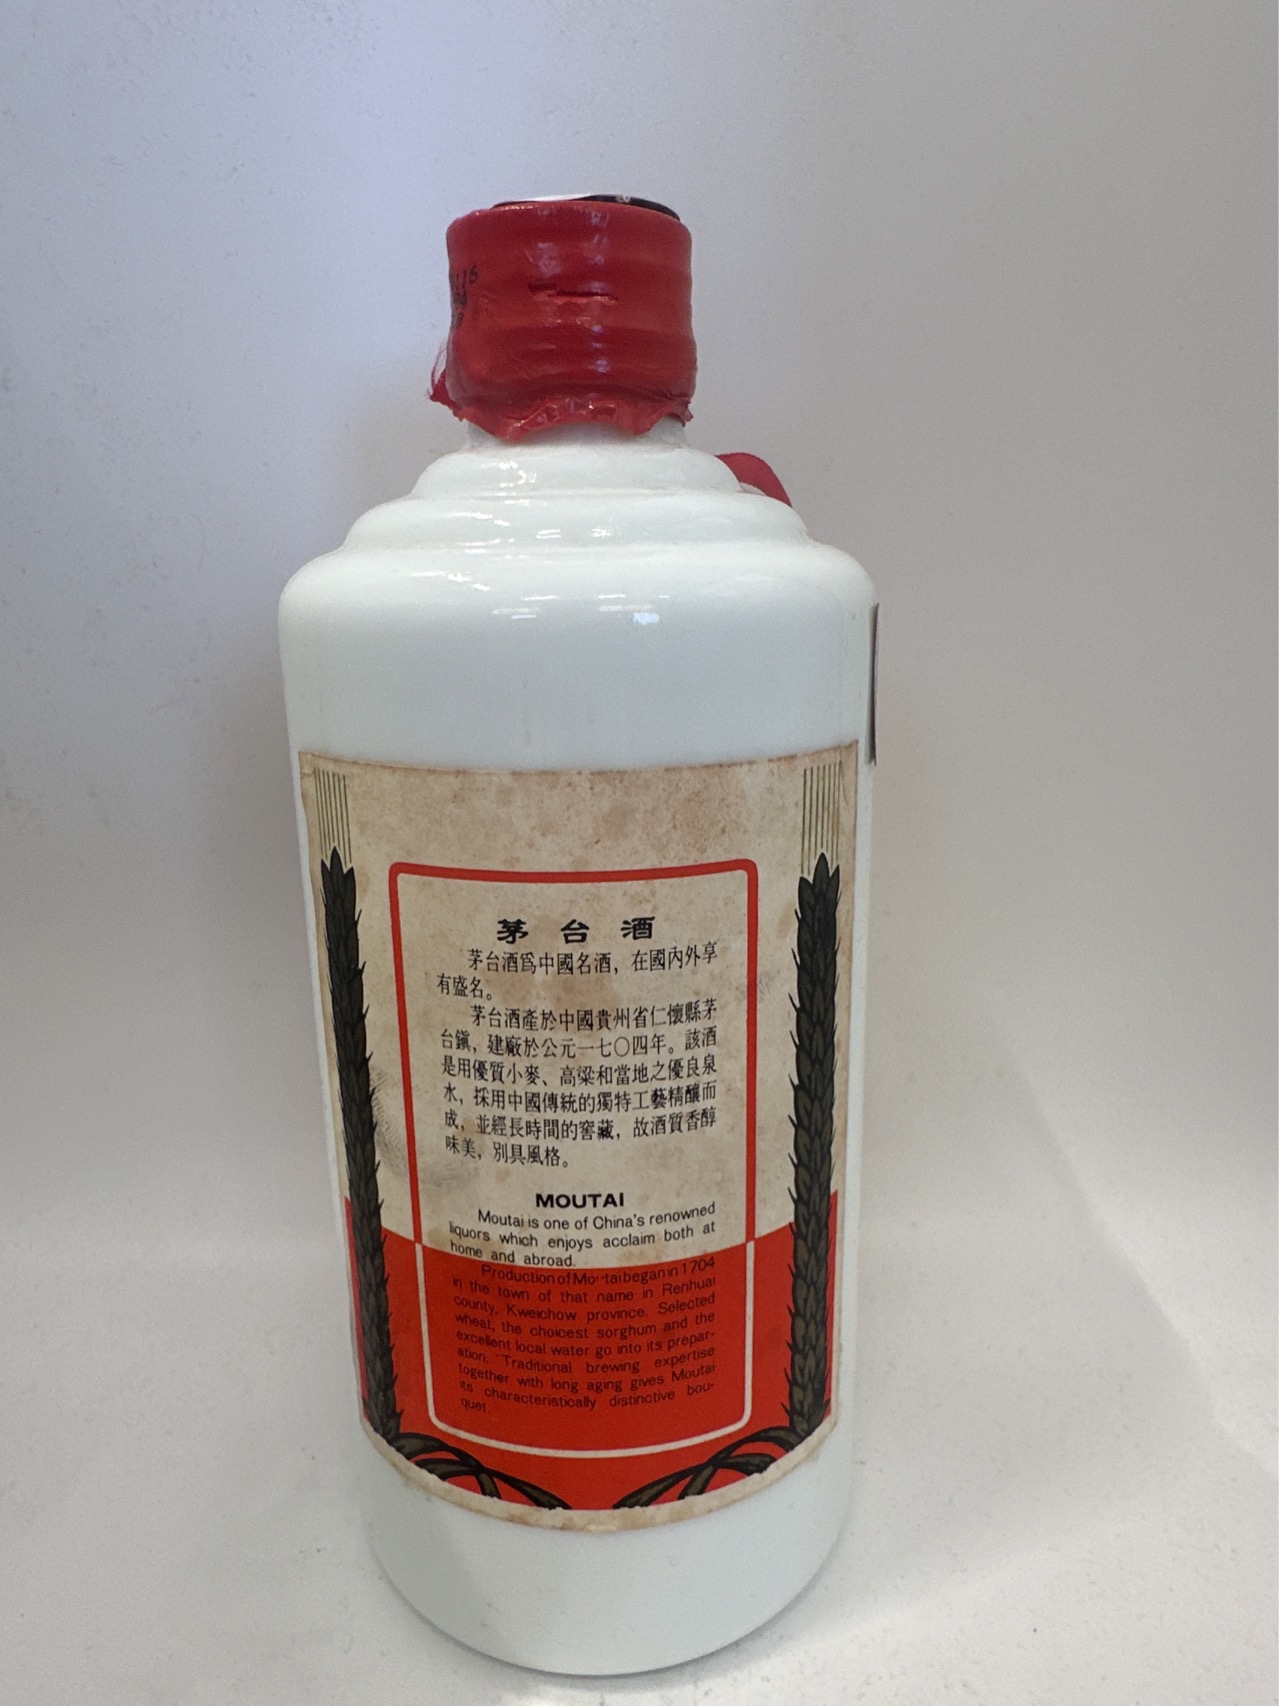 茅台酒
茅台酒爲中國名酒，在國內外享
有盛名。
茅台酒產於中國貴州省仁懷縣茅
台鎮，建廠於公元一七〇四年。該酒
是用優質小麥、高粱和當地之優良泉
水，採用中國傳統的獨特工藝精釀而
成，並經長時間的窖藏，故酒質香醇
味美，別具風格。
MOUTAI
Moutai is one of China's renowned
liquors which enjoys acclaim both at
home and abroad.
Production of Moutai began in 1704
in the town of that name in Renhuai
county, Kweichow province. Selected
wheat, the choicest sorghum and the
excellent local water go into its prepar-
ation. Traditional brewing expertise
together with long aging gives Moutai
its characteristically distinctive bou-
quet.